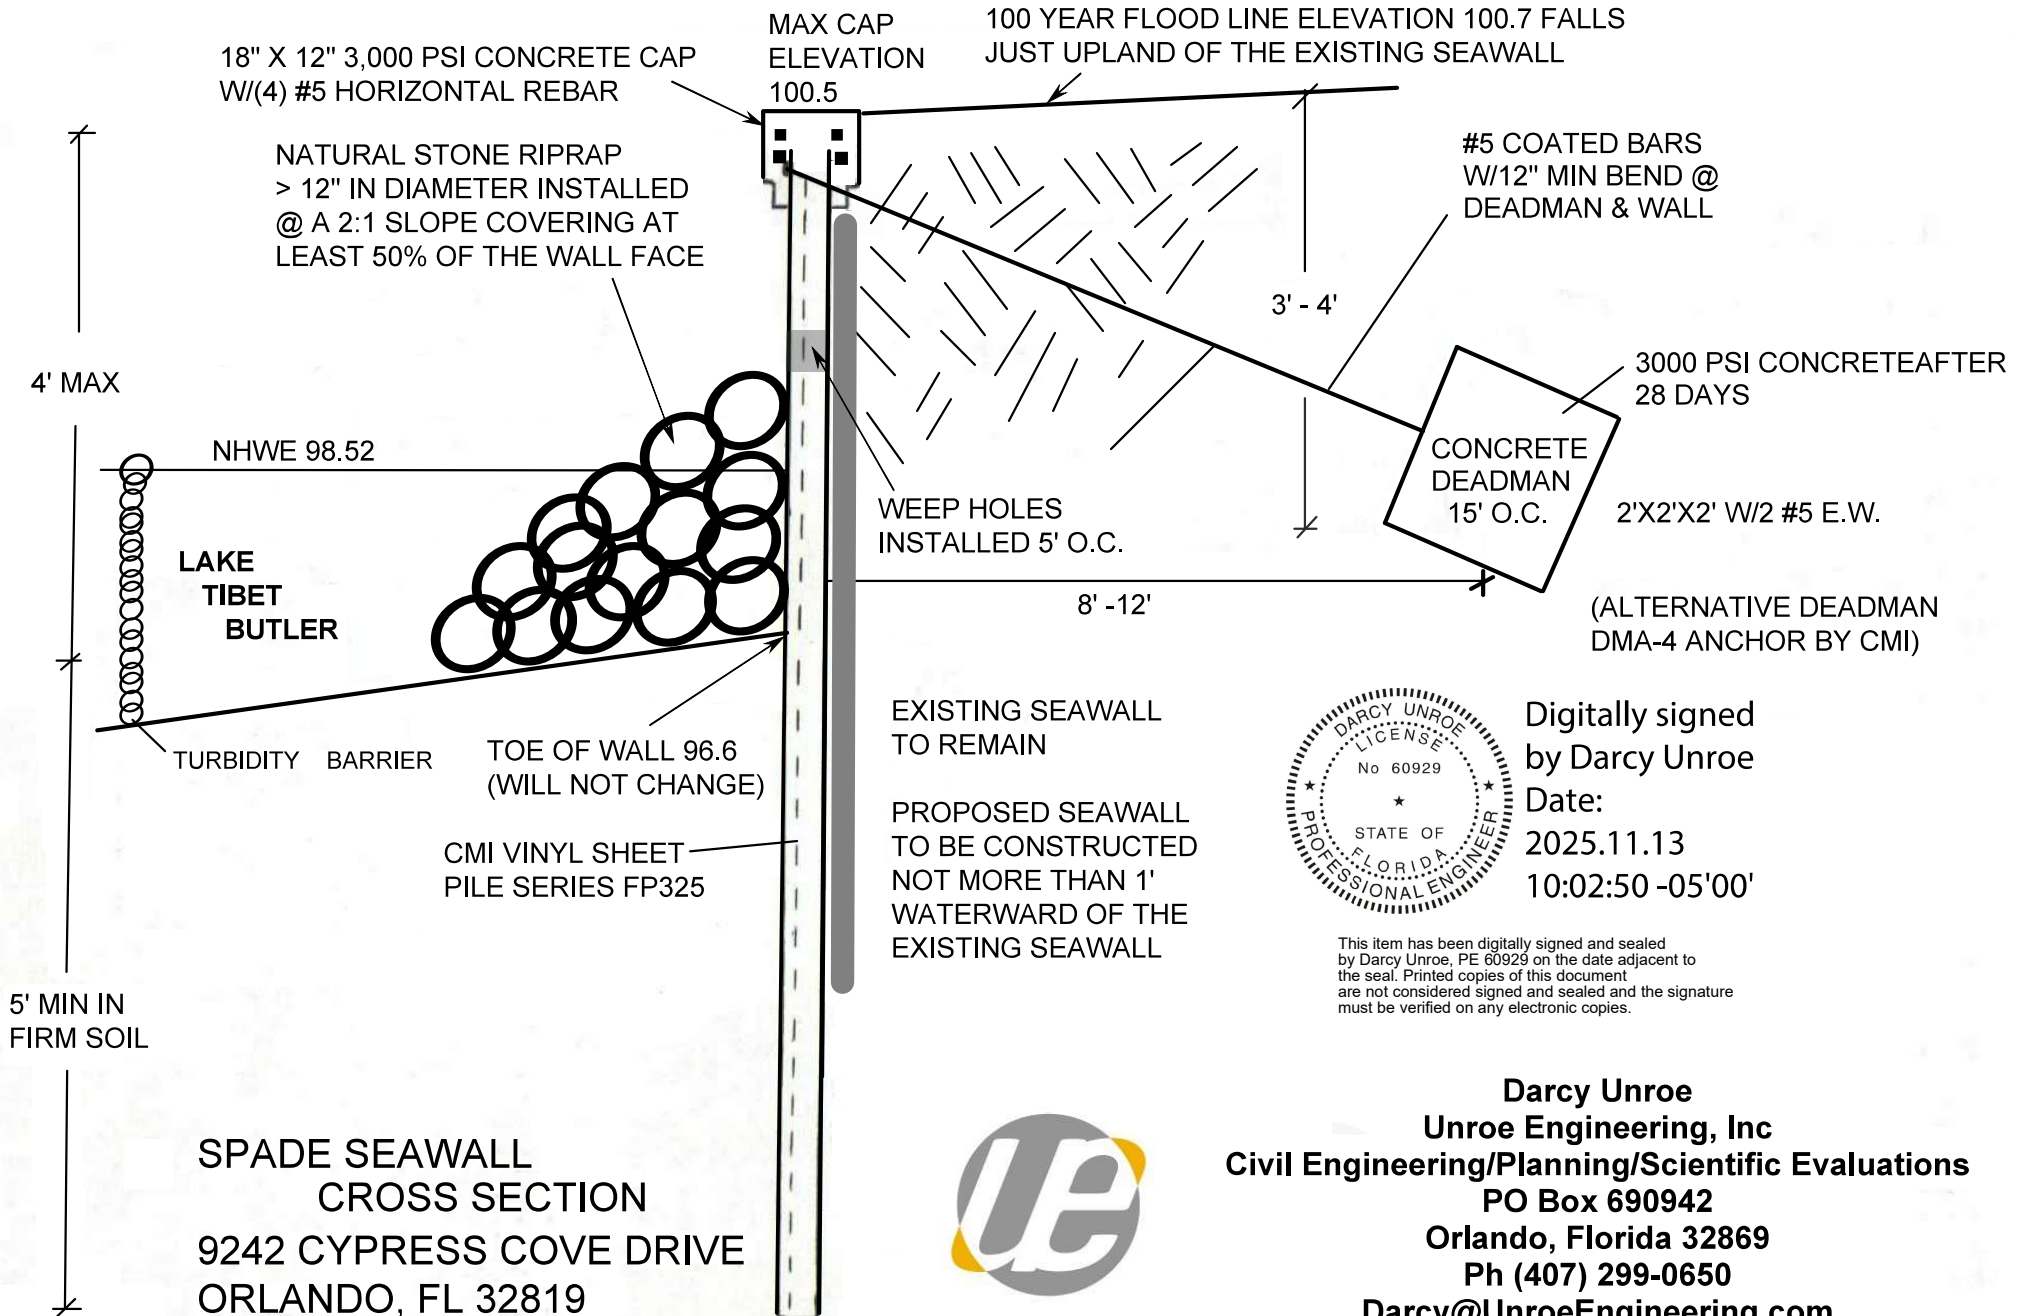 MAX CAP
ELEVATION
100.5
100 YEAR FLOOD LINE ELEVATION 100.7 FALLS
JUST UPLAND OF THE EXISTING SEAWALL
18" X 12" 3,000 PSI CONCRETE CAP
W/(4) #5 HORIZONTAL REBAR
NATURAL STONE RIPRAP
> 12" IN DIAMETER INSTALLED
@ A 2:1 SLOPE COVERING AT
LEAST 50% OF THE WALL FACE
#5 COATED BARS
W/12" MIN BEND @
DEADMAN & WALL
3' - 4'
4' MAX
3000 PSI CONCRETEAFTER
28 DAYS
NHWE 98.52
CONCRETE
DEADMAN
15' O.C.
2'X2'X2' W/2 #5 E.W.
WEEP HOLES
INSTALLED 5' O.C.
LAKE
TIBET
BUTLER
8' -12'
(ALTERNATIVE DEADMAN
DMA-4 ANCHOR BY CMI)
TURBIDITY BARRIER
TOE OF WALL 96.6
(WILL NOT CHANGE)
EXISTING SEAWALL
TO REMAIN
PROPOSED SEAWALL
TO BE CONSTRUCTED
NOT MORE THAN 1'
WATERWARD OF THE
EXISTING SEAWALL
CMI VINYL SHEET
PILE SERIES FP325
DARCY UNROE
LICENSE
No 60929
STATE OF
FLORIDA
PROFESSIONAL ENGINEER
Digitally signed
by Darcy Unroe
Date:
2025.11.13
10:02:50 -05'00'
This item has been digitally signed and sealed
by Darcy Unroe, PE 60929 on the date adjacent to
the seal. Printed copies of this document
are not considered signed and sealed and the signature
must be verified on any electronic copies.
5' MIN IN
FIRM SOIL
SPADE SEAWALL
CROSS SECTION
9242 CYPRESS COVE DRIVE
ORLANDO, FL 32819
ue
Darcy Unroe
Unroe Engineering, Inc
Civil Engineering/Planning/Scientific Evaluations
PO Box 690942
Orlando, Florida 32869
Ph (407) 299-0650
Darcy@UnroeEngineering.com